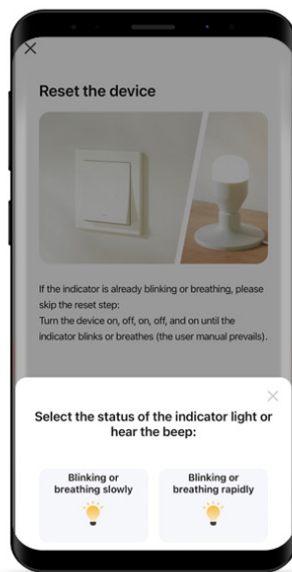 Reset the device
If the indicator is already blinking or breathing, please
skip the reset step:
Turn the device on, off, on, off, and on until the
indicator blinks or breathes (the user manual prevails).
Select the status of the indicator light or
hear the beep:
Blinking or
breathing slowly
Blinking or
breathing rapidly